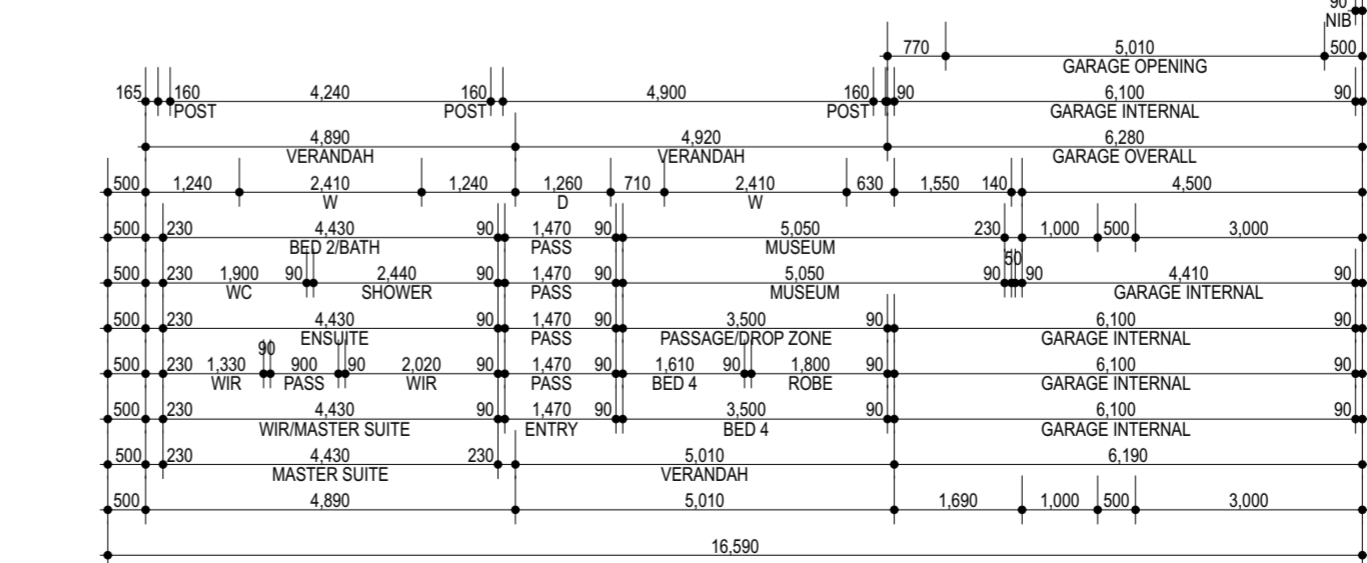 90
NIB
770 5,010 500
GARAGE OPENING
165 160 4,240 160 4,900 160 90 6,100 90
POST POST POST GARAGE INTERNAL
4,890 4,920 6,280
VERANDAH VERANDAH GARAGE OVERALL
500 1,240 2,410 1,240 1,260 710 2,410 630 1,550 140 4,500
W D W
500 230 4,430 90 1,470 90 5,050 230 1,000 500 3,000
BED 2/BATH PASS MUSEUM
50
500 230 1,900 90 2,440 90 1,470 90 5,050 90 90 4,410 90
WC SHOWER PASS MUSEUM GARAGE INTERNAL
500 230 4,430 90 1,470 90 3,500 90 6,100 90
ENSUITE PASS PASSAGE/DROP ZONE GARAGE INTERNAL
90
500 230 1,330 900 90 2,020 90 1,470 90 1,610 90 1,800 90 6,100 90
WIR PASS WIR PASS BED 4 ROBE GARAGE INTERNAL
500 230 4,430 90 1,470 90 3,500 90 6,100 90
WIR/MASTER SUITE ENTRY BED 4 GARAGE INTERNAL
500 230 4,430 230 5,010 6,190
MASTER SUITE VERANDAH
500 4,890 5,010 1,690 1,000 500 3,000
16,590